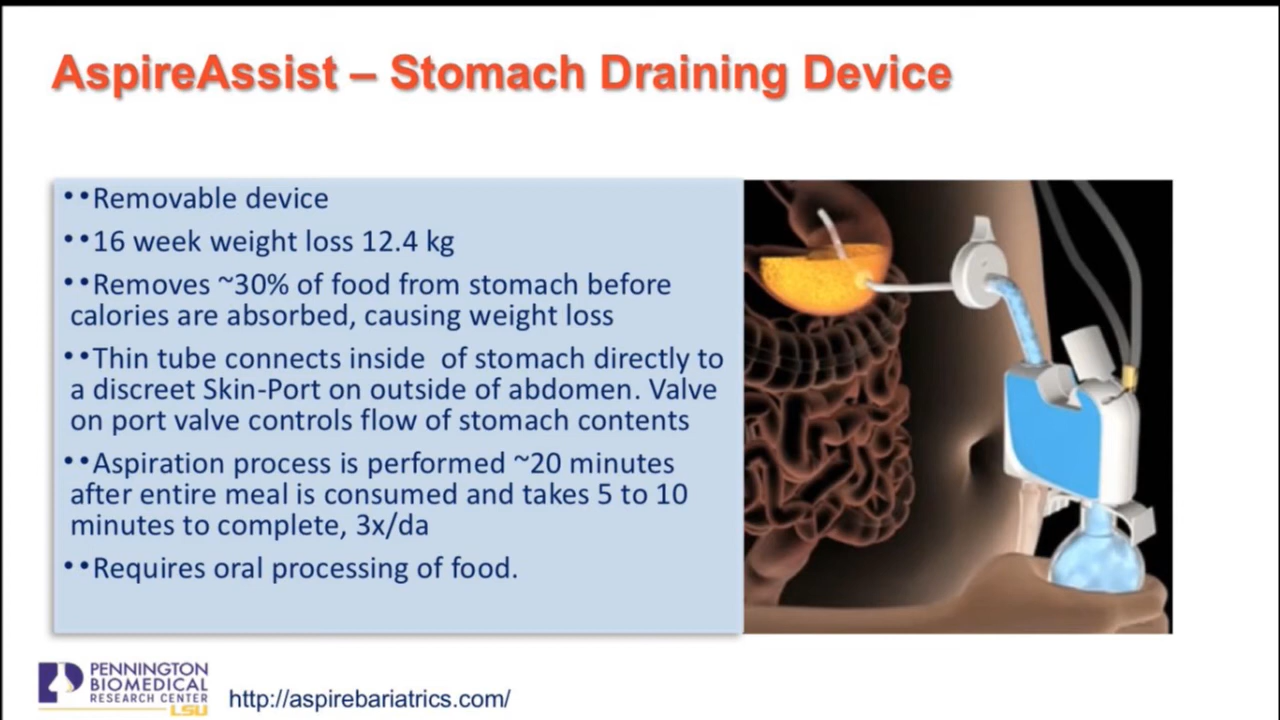 AspireAssist – Stomach Draining Device
••Removable device
••16 week weight loss 12.4 kg
••Removes ~30% of food from stomach before
calories are absorbed, causing weight loss
••Thin tube connects inside  of stomach directly to
a discreet Skin-Port on outside of abdomen. Valve
on port valve controls flow of stomach contents
••Aspiration process is performed ~20 minutes
after entire meal is consumed and takes 5 to 10
minutes to complete, 3x/da
••Requires oral processing of food.
PENNINGTON
BIOMEDICAL
RESEARCH CENTER
LSU
http://aspirebariatrics.com/